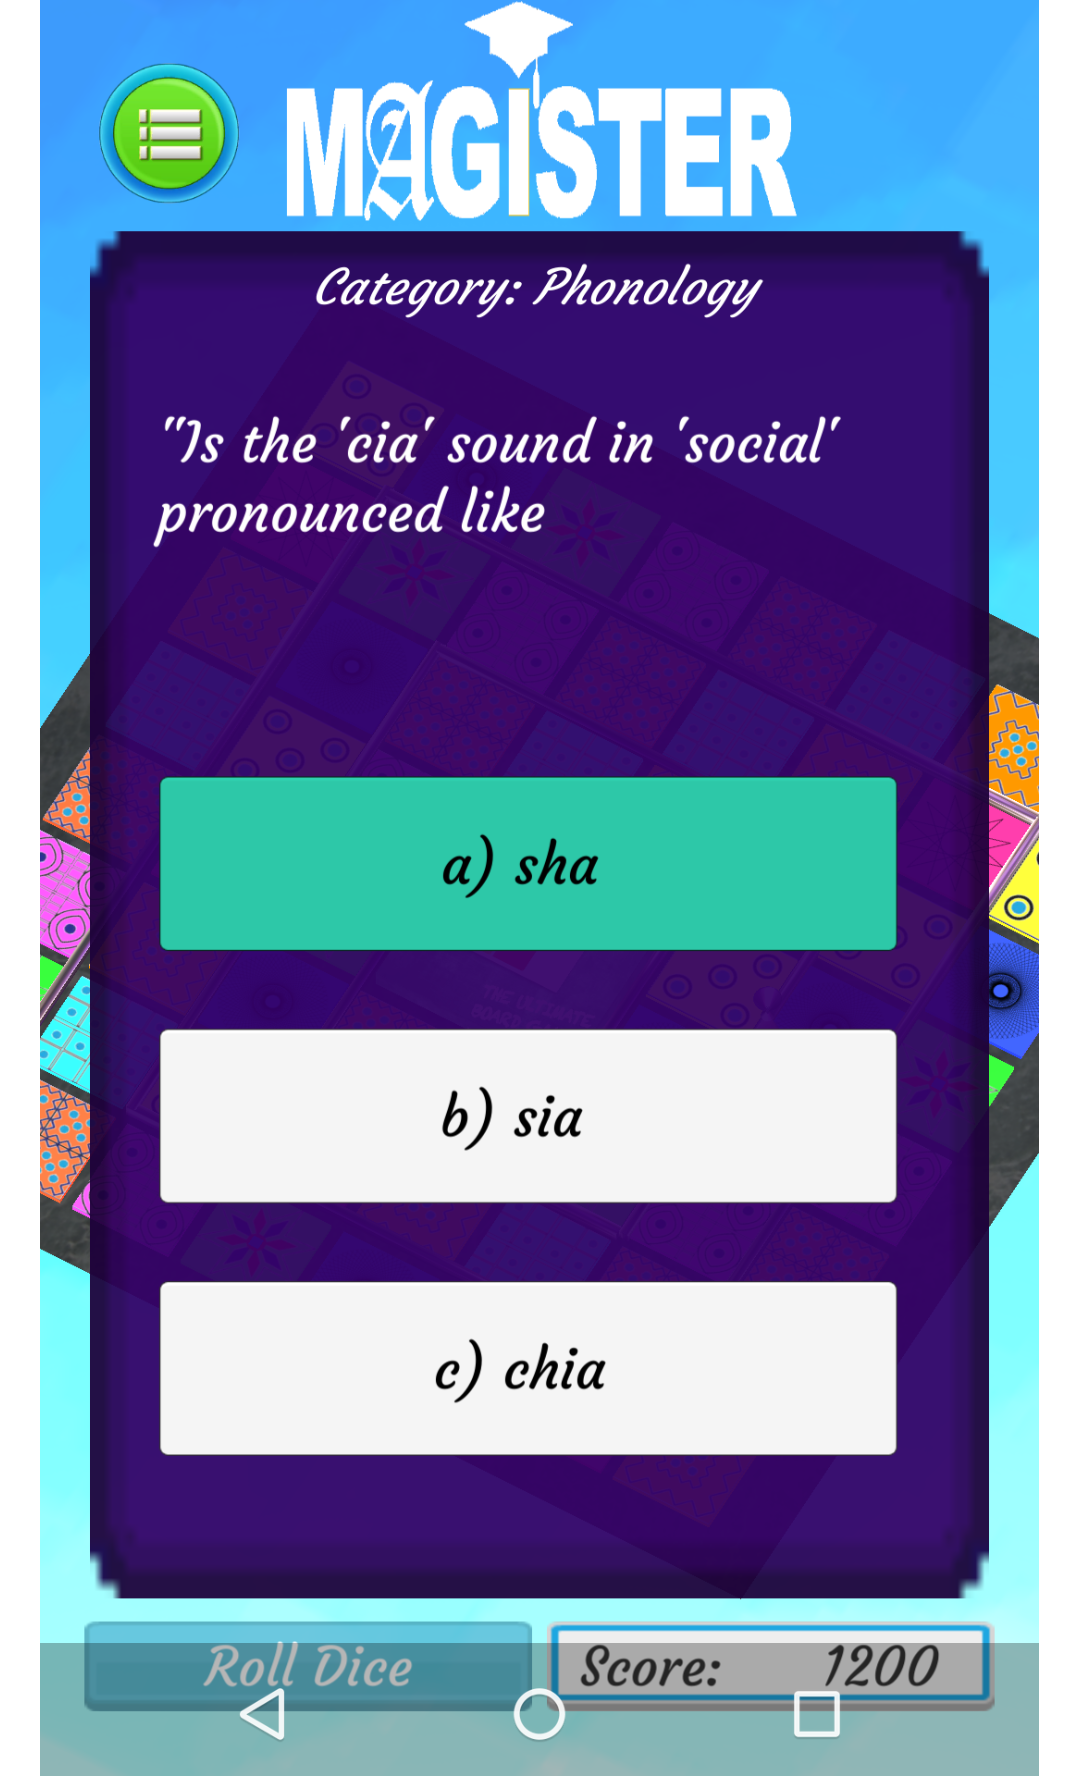 MAGISTER
Category: Phonology
"Is the 'cia' sound in 'social'
pronounced like
a) sha
b) sia
c) chia
Roll Dice
Score: 1200